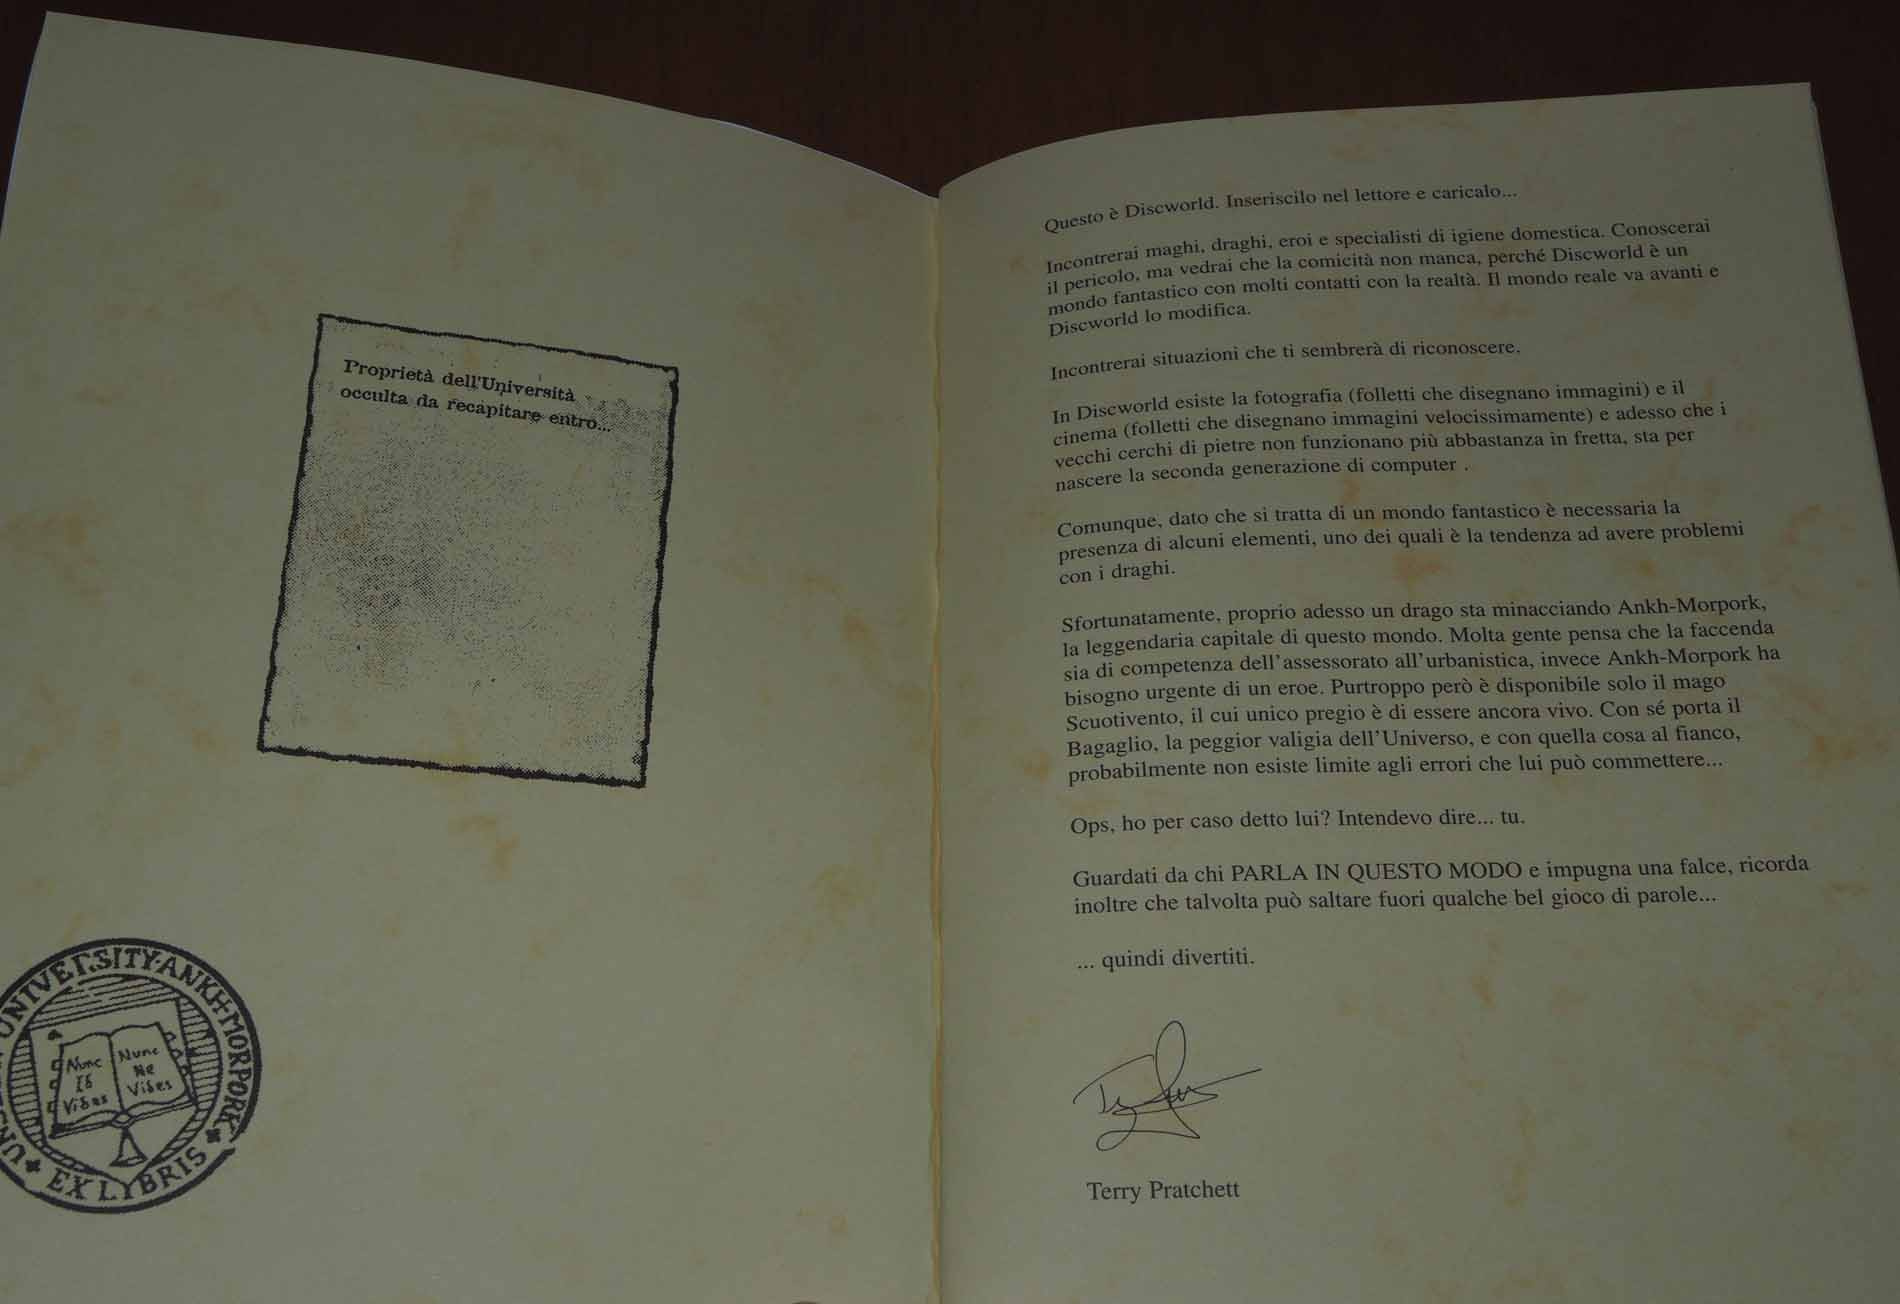 Proprietà dell'Università
occulta da recapitare entro...
UNIVERSITY·ANKH-MORPORK
EX LYBRIS
Nunc
Id
Vides
Nunc
Ne
Vides
Questo è Discworld. Inseriscilo nel lettore e caricalo...
Incontrerai maghi, draghi, eroi e specialisti di igiene domestica. Conoscerai
il pericolo, ma vedrai che la comicità non manca, perché Discworld è un
mondo fantastico con molti contatti con la realtà. Il mondo reale va avanti e
Discworld lo modifica.
Incontrerai situazioni che ti sembrerà di riconoscere.
In Discworld esiste la fotografia (folletti che disegnano immagini) e il
cinema (folletti che disegnano immagini velocissimamente) e adesso che i
vecchi cerchi di pietre non funzionano più abbastanza in fretta, sta per
nascere la seconda generazione di computer .
Comunque, dato che si tratta di un mondo fantastico è necessaria la
presenza di alcuni elementi, uno dei quali è la tendenza ad avere problemi
con i draghi.
Sfortunatamente, proprio adesso un drago sta minacciando Ankh-Morpork,
la leggendaria capitale di questo mondo. Molta gente pensa che la faccenda
sia di competenza dell'assessorato all'urbanistica, invece Ankh-Morpork ha
bisogno urgente di un eroe. Purtroppo però è disponibile solo il mago
Scuotivento, il cui unico pregio è di essere ancora vivo. Con sé porta il
Bagaglio, la peggior valigia dell'Universo, e con quella cosa al fianco,
probabilmente non esiste limite agli errori che lui può commettere...
Ops, ho per caso detto lui? Intendevo dire... tu.
Guardati da chi PARLA IN QUESTO MODO e impugna una falce, ricorda
inoltre che talvolta può saltare fuori qualche bel gioco di parole...
... quindi divertiti.
Terry Pratchett